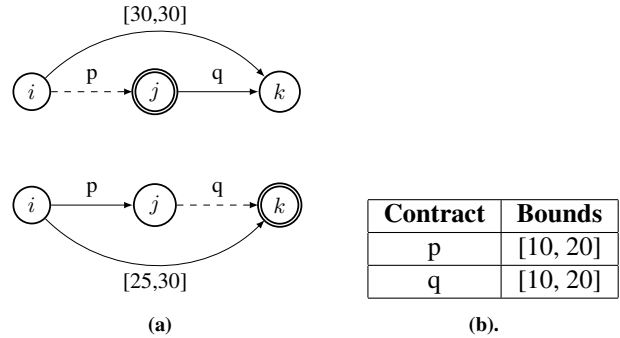 [30,30]
p q
i j k
p q
i j k
[25,30]
(a)
Contract Bounds
p [10, 20]
q [10, 20]
(b).